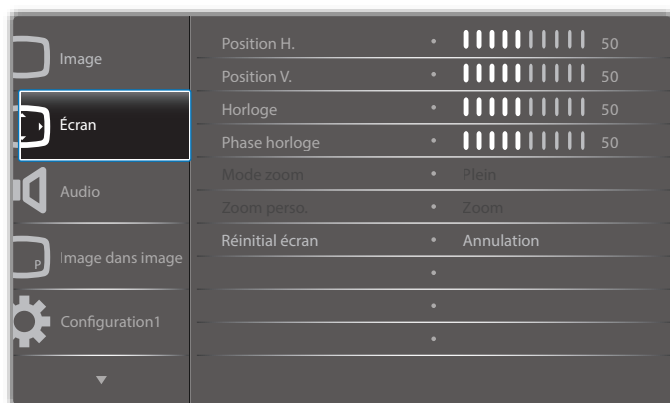 Image
Écran
Audio
P
Image dans image
Configuration1
Position H. • 50
Position V. • 50
Horloge • 50
Phase horloge • 50
Mode zoom • Plein
Zoom perso. • Zoom
Réinitial écran • Annulation
•
•
•